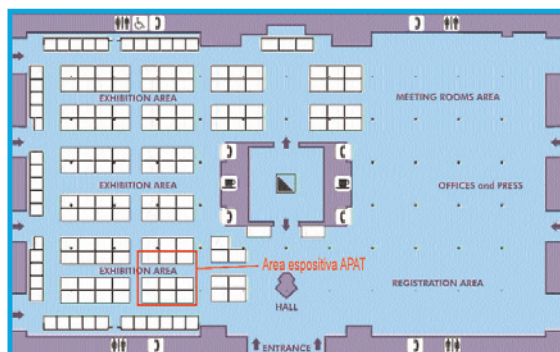 EXHIBITION AREA
MEETING ROOMS AREA
EXHIBITION AREA
OFFICES and PRESS
Area espositiva APAT
EXHIBITION AREA
REGISTRATION AREA
HALL
ENTRANCE